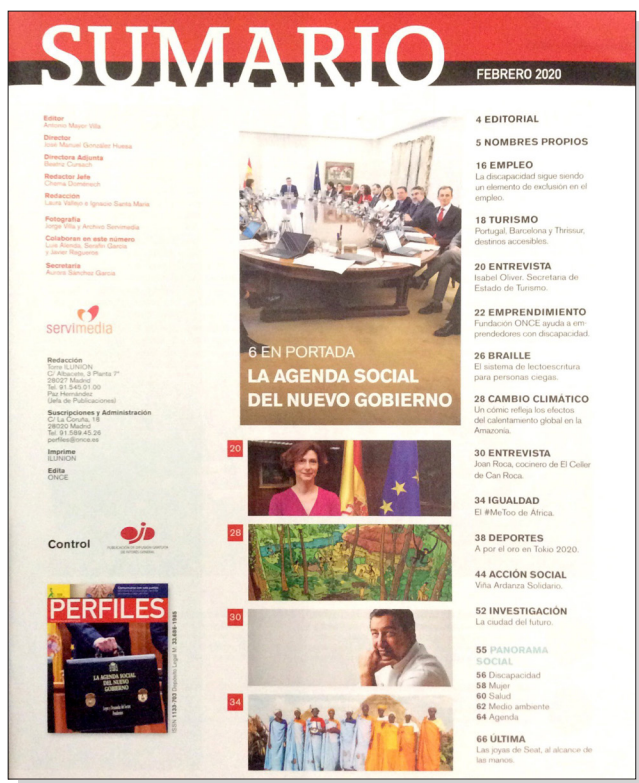 SUMARIO
FEBRERO 2020
Editor
Antonio Mayor Villa
Director
José Manuel González Huesa
Directora Adjunta
Beatriz Cursach
Redactor Jefe
Chema Doménech
Redacción
Laura Vallejo e Ignacio Santa María
Fotografía
Jorge Villa y Archivo Servimedia
Colaboran en este número
Luis Alenda, Serafín García
y Javier Regueros
Secretaria
Aurora Sánchez García
servimedia
Redacción
Torre ILUNION
C/ Albacete, 3 Planta 7ª
28027 Madrid
Tel. 91.545.01.00
Paz Hernández
(Jefa de Publicaciones)
Suscripciones y Administración
C/ La Coruña, 18
28020 Madrid
Tel. 91.589.45.26
perfiles@once.es
Imprime
ILUNION
Edita
ONCE
Control
ojd
PERFILES
LA AGENDA SOCIAL
DEL NUEVO
GOBIERNO
6 EN PORTADA
LA AGENDA SOCIAL
DEL NUEVO GOBIERNO
20
28
30
34
4 EDITORIAL
5 NOMBRES PROPIOS
16 EMPLEO
La discapacidad sigue siendo
un elemento de exclusión en el
empleo.
18 TURISMO
Portugal, Barcelona y Thrissur,
destinos accesibles.
20 ENTREVISTA
Isabel Oliver. Secretaria de
Estado de Turismo.
22 EMPRENDIMIENTO
Fundación ONCE ayuda a em-
prendedores con discapacidad.
26 BRAILLE
El sistema de lectoescritura
para personas ciegas.
28 CAMBIO CLIMÁTICO
Un cómic refleja los efectos
del calentamiento global en la
Amazonia.
30 ENTREVISTA
Joan Roca, cocinero de El Celler
de Can Roca.
34 IGUALDAD
El #MeToo de África.
38 DEPORTES
A por el oro en Tokio 2020.
44 ACCIÓN SOCIAL
Viña Ardanza Solidario.
52 INVESTIGACIÓN
La ciudad del futuro.
55 PANORAMA
SOCIAL
56 Discapacidad
58 Mujer
60 Salud
62 Medio ambiente
64 Agenda
66 ÚLTIMA
Las joyas de Seat, al alcance de
las manos.